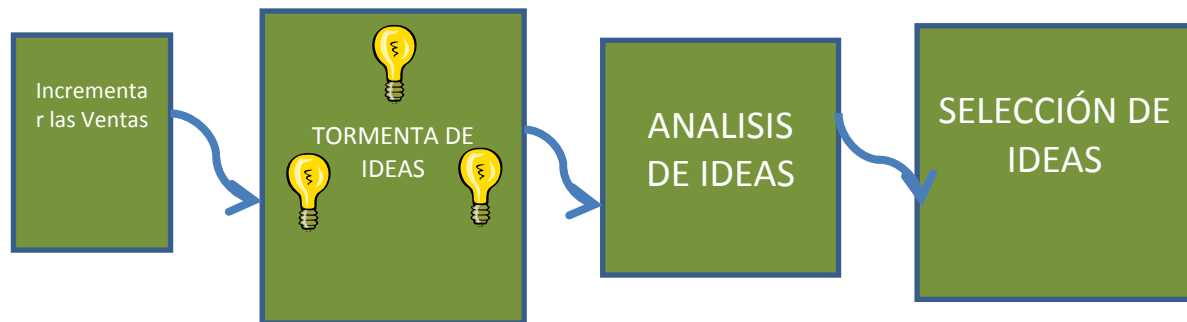 Incrementa
r las Ventas
TORMENTA DE
IDEAS
ANALISIS
DE IDEAS
SELECCIÓN DE
IDEAS